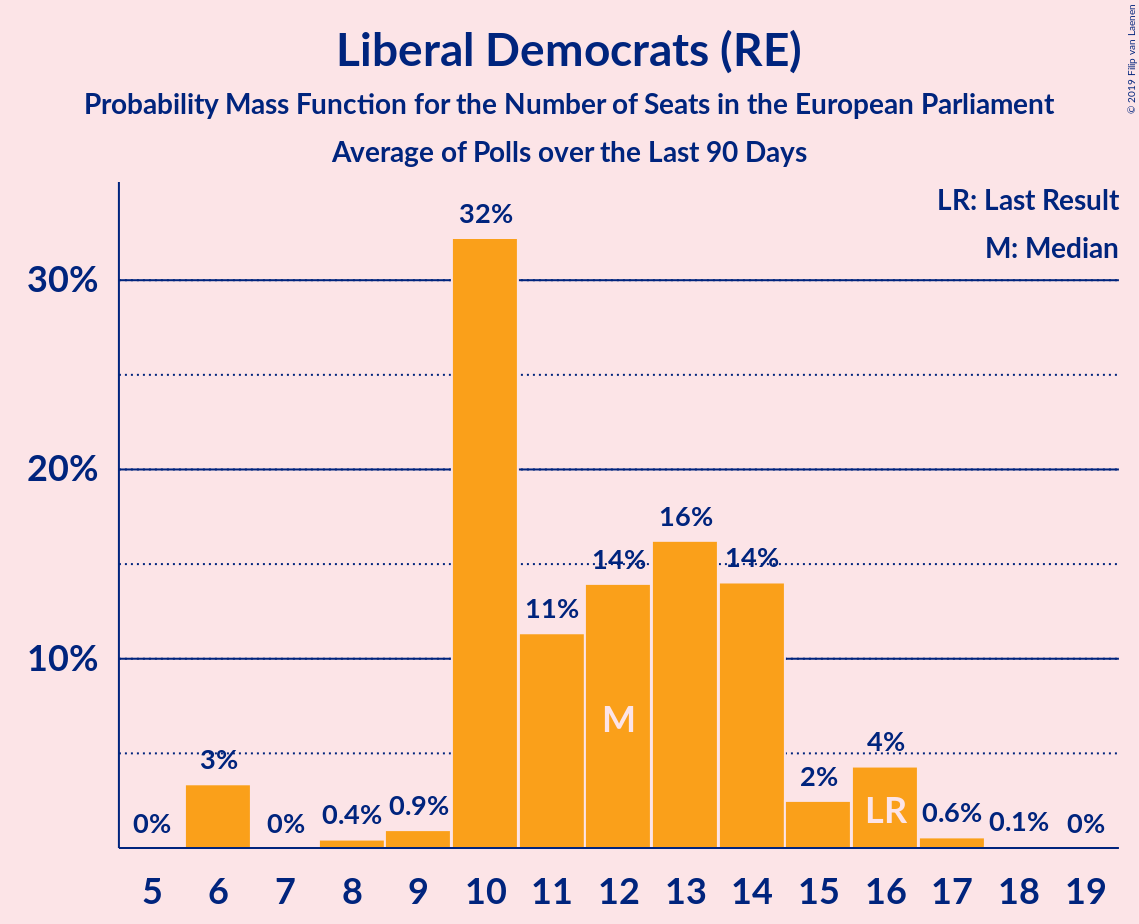 Liberal Democrats (RE)
Probability Mass Function for the Number of Seats in the European Parliament
Average of Polls over the Last 90 Days
© 2019 Filip van Laenen
LR: Last Result
M: Median
30%
20%
10%
0%
3%
0%
0.4%
0.9%
32%
11%
14%
16%
14%
2%
4%
0.6%
0.1%
0%
M
LR
5 6 7 8 9 10 11 12 13 14 15 16 17 18 19